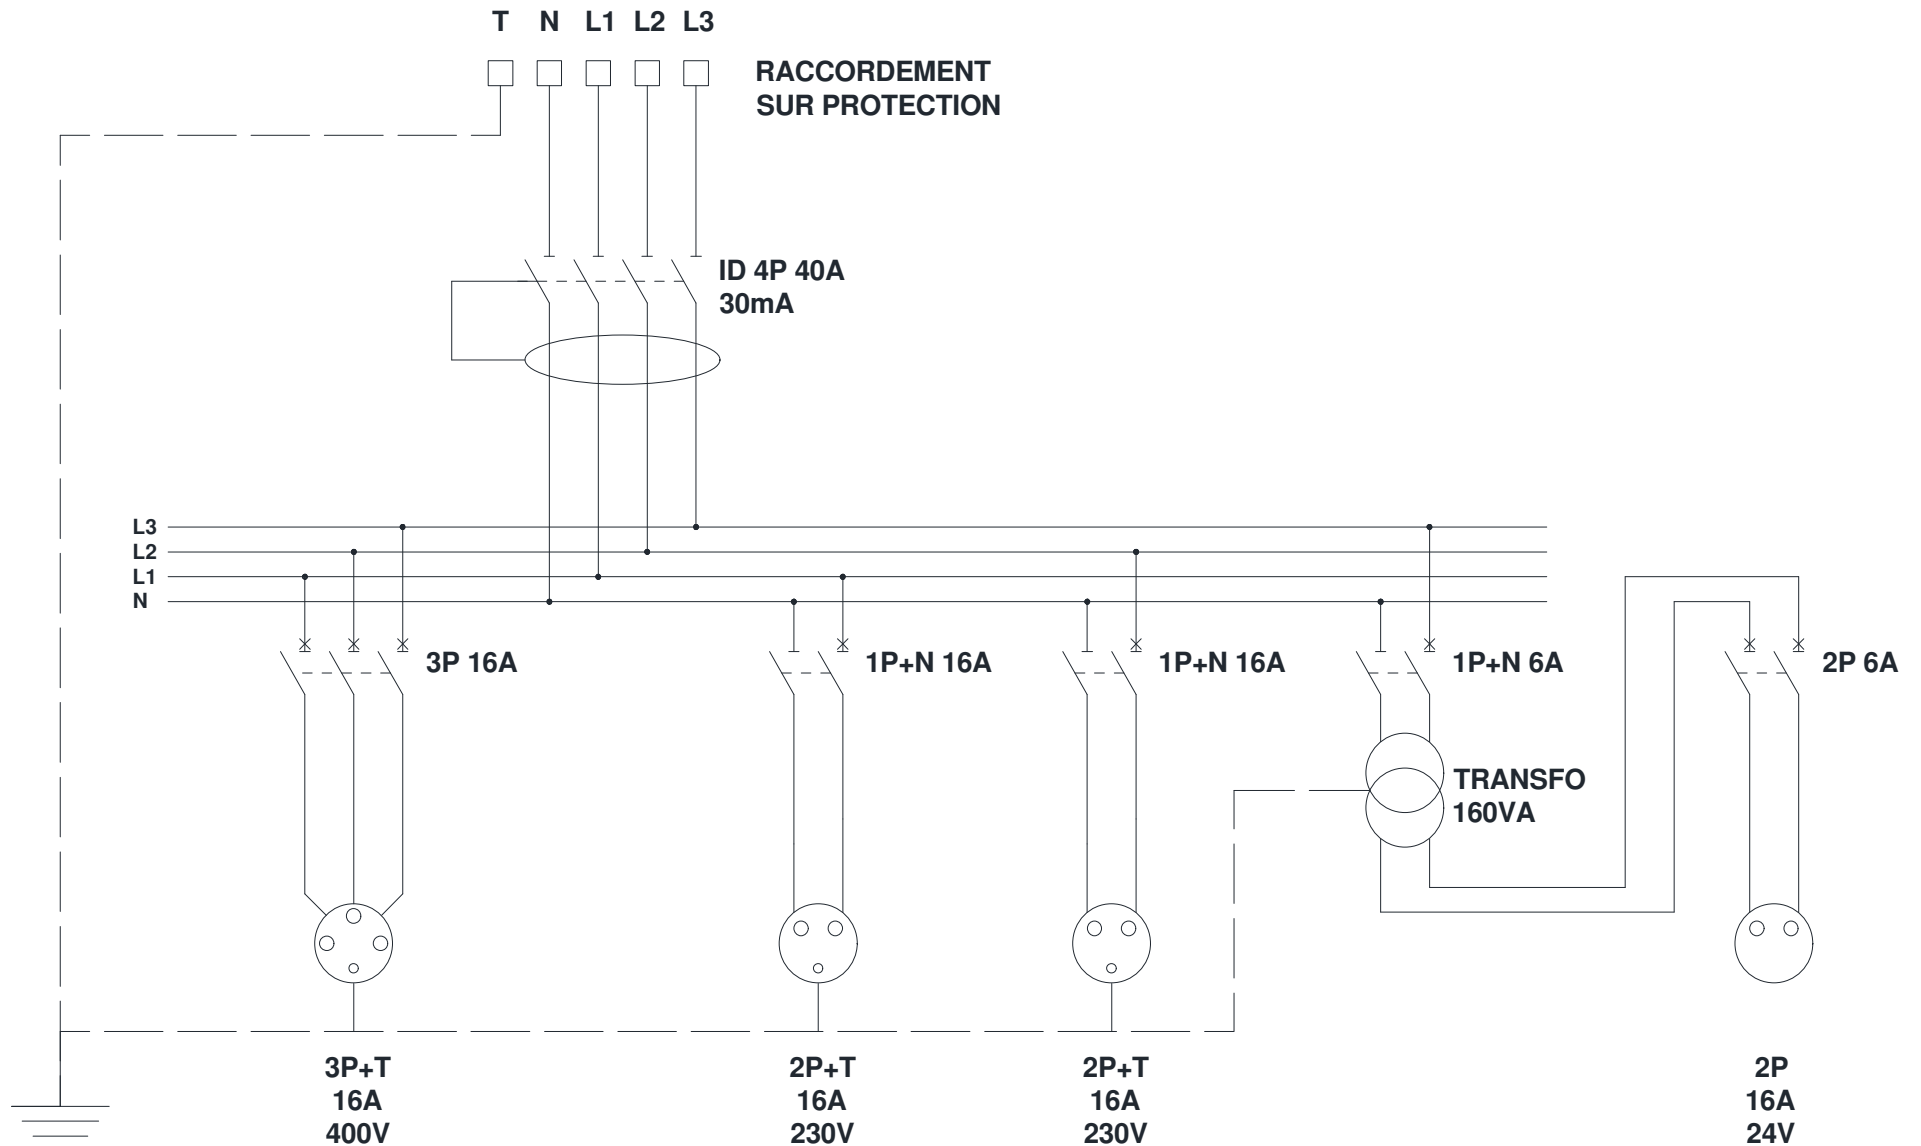 T N L1 L2 L3
RACCORDEMENT
SUR PROTECTION
ID 4P 40A
30mA
L3
L2
L1
N
3P 16A
1P+N 16A
1P+N 16A
1P+N 6A
2P 6A
TRANSFO
160VA
3P+T
16A
400V
2P+T
16A
230V
2P+T
16A
230V
2P
16A
24V